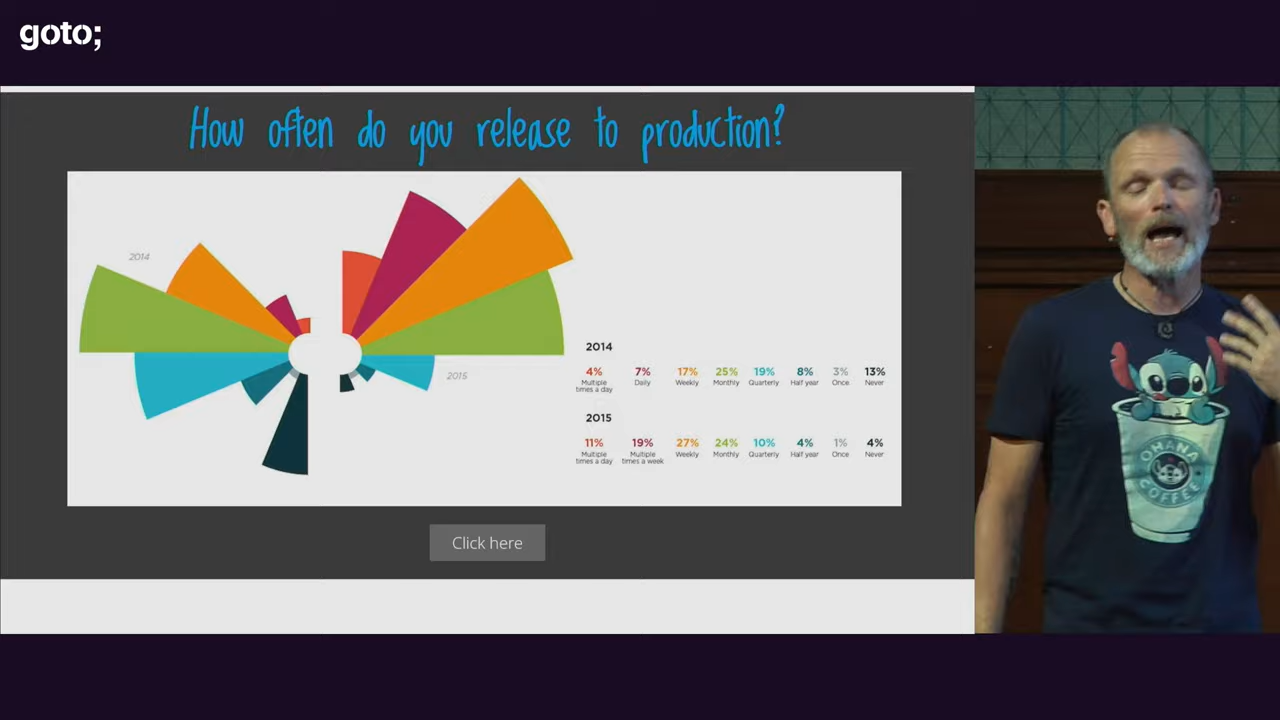 goto;
How often do you release to production?
2014
2015
2014
4% 7% 17% 25% 19% 8% 3% 13%
Multiple times a day Daily Weekly Monthly Quarterly Half year Once Never
2015
11% 19% 27% 24% 10% 4% 1% 4%
Multiple times a day Multiple times a week Weekly Monthly Quarterly Half year Once Never
Click here
OHANA
COFFEE